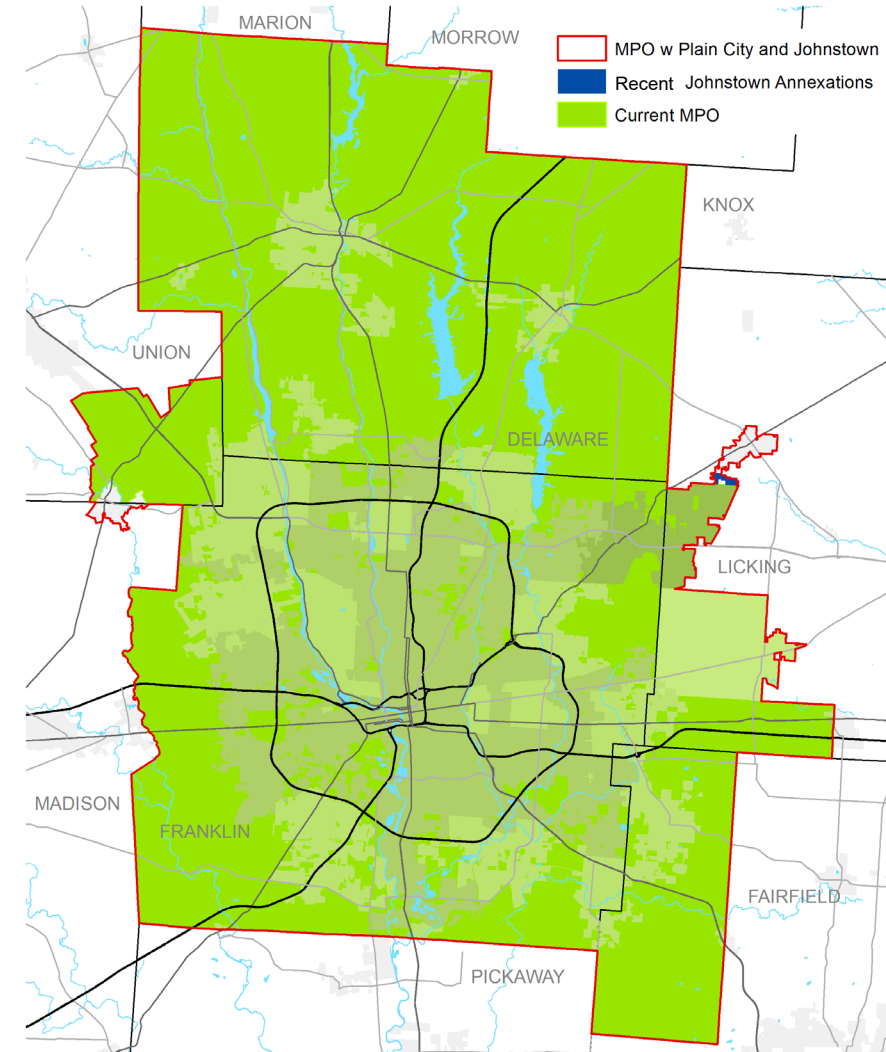 MARION
MORROW
MPO w Plain City and Johnstown
Recent Johnstown Annexations
Current MPO
KNOX
UNION
DELAWARE
LICKING
MADISON
FRANKLIN
FAIRFIELD
PICKAWAY